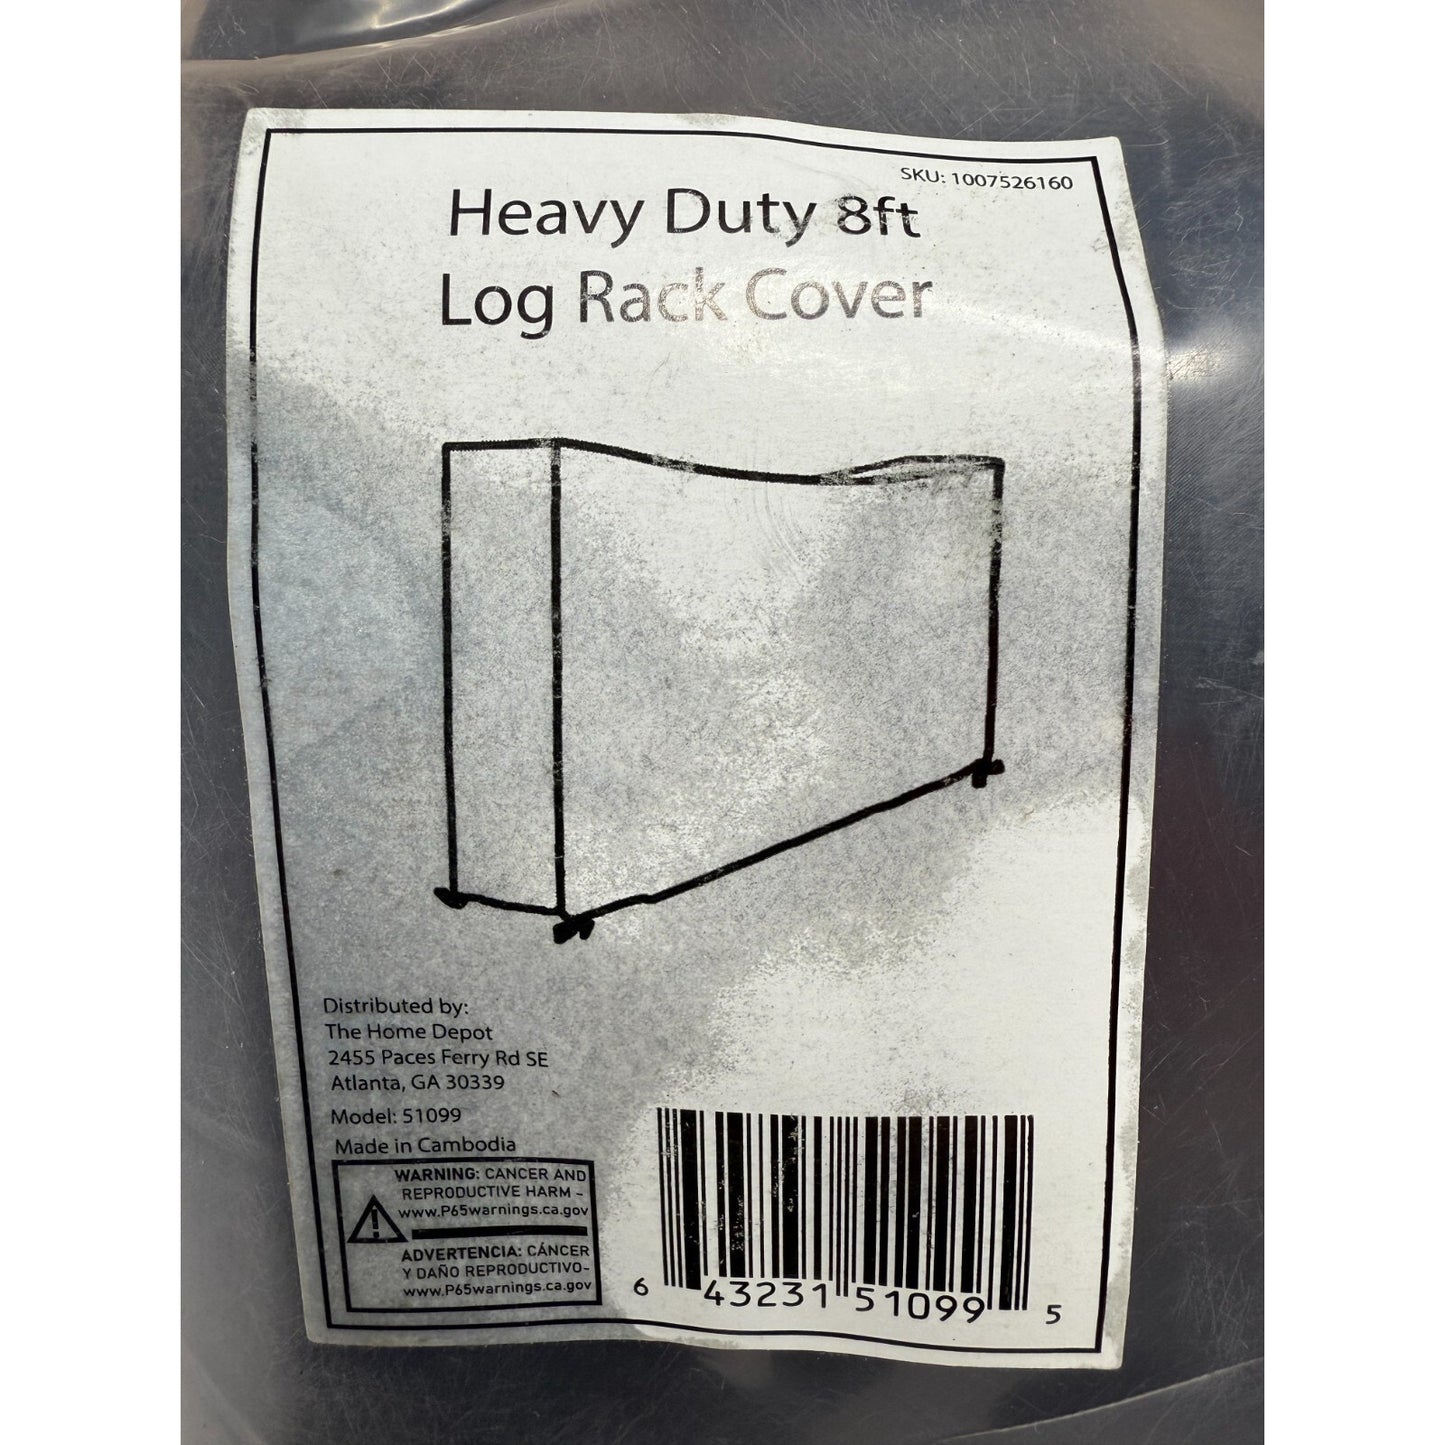 SKU: 1007526160
Heavy Duty 8ft
Log Rack Cover
Distributed by:
The Home Depot
2455 Paces Ferry Rd SE
Atlanta, GA 30339
Model: 51099
Made in Cambodia
WARNING: CANCER AND
REPRODUCTIVE HARM -
www.P65warnings.ca.gov
ADVERTENCIA: CÁNCER
Y DAÑO REPRODUCTIVO-
www.P65warnings.ca.gov
6 43231 51099 5